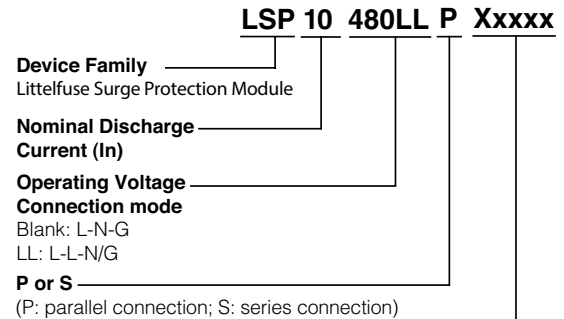 LSP 10 480LL P Xxxxx
Device Family
Littelfuse Surge Protection Module
Nominal Discharge
Current (In)
Operating Voltage
Connection mode
Blank: L-N-G
LL: L-L-N/G
P or S
(P: parallel connection; S: series connection)